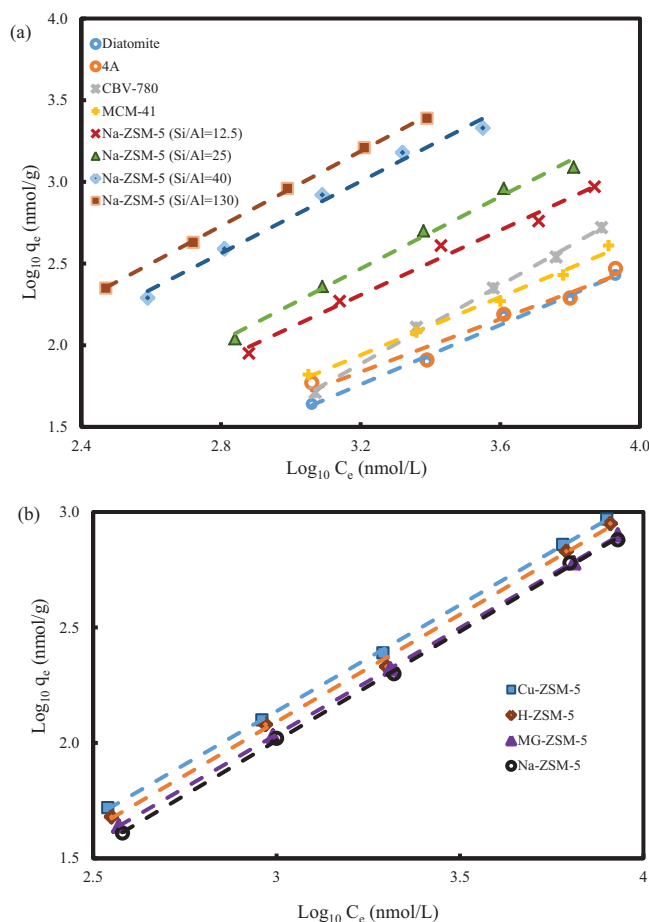 (a)
4.0
3.5
3.0
2.5
2.0
1.5
Log10 qe (nmol/g)
Diatomite
4A
CBV-780
MCM-41
Na-ZSM-5 (Si/Al=12.5)
Na-ZSM-5 (Si/Al=25)
Na-ZSM-5 (Si/Al=40)
Na-ZSM-5 (Si/Al=130)
2.4 2.8 3.2 3.6 4.0
Log10 Ce (nmol/L)
(b)
3.0
2.5
2.0
1.5
Log10 qe (nmol/g)
Cu-ZSM-5
H-ZSM-5
MG-ZSM-5
Na-ZSM-5
2.5 3 3.5 4
Log10 Ce (nmol/L)